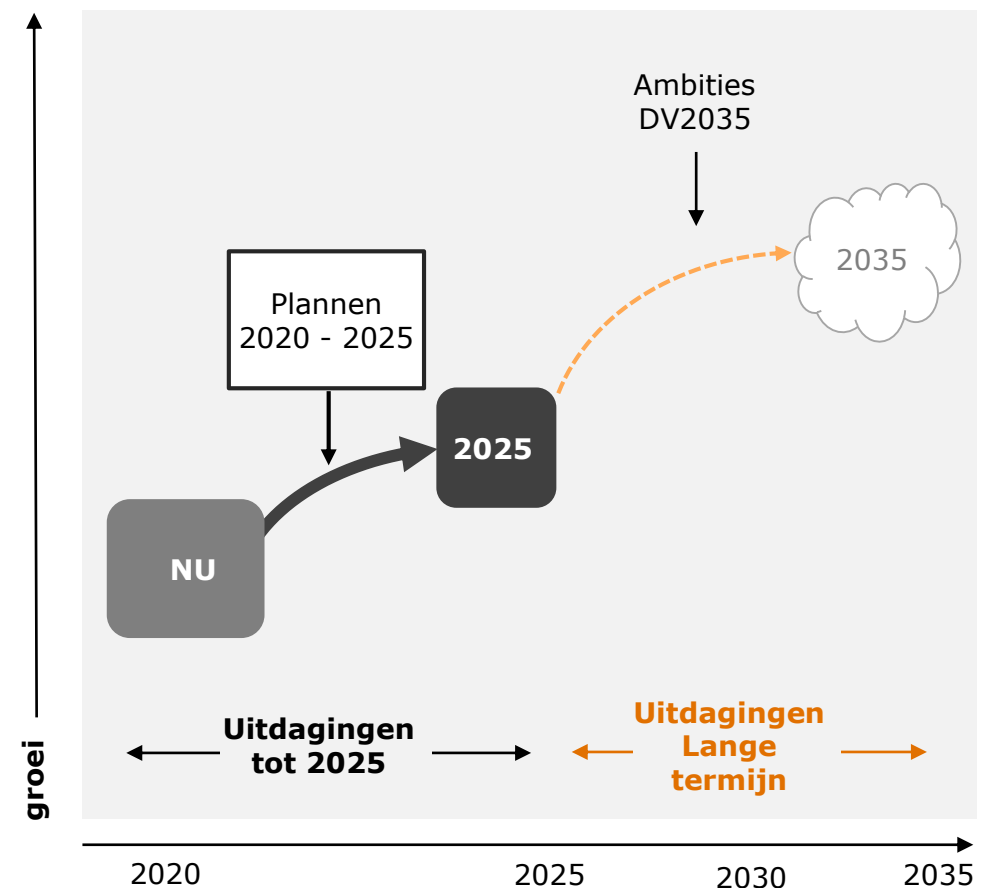 Ambities
DV2035
2035
Plannen
2020 - 2025
2025
NU
Uitdagingen
tot 2025
Uitdagingen
Lange
termijn
groei
2020
2025
2030
2035